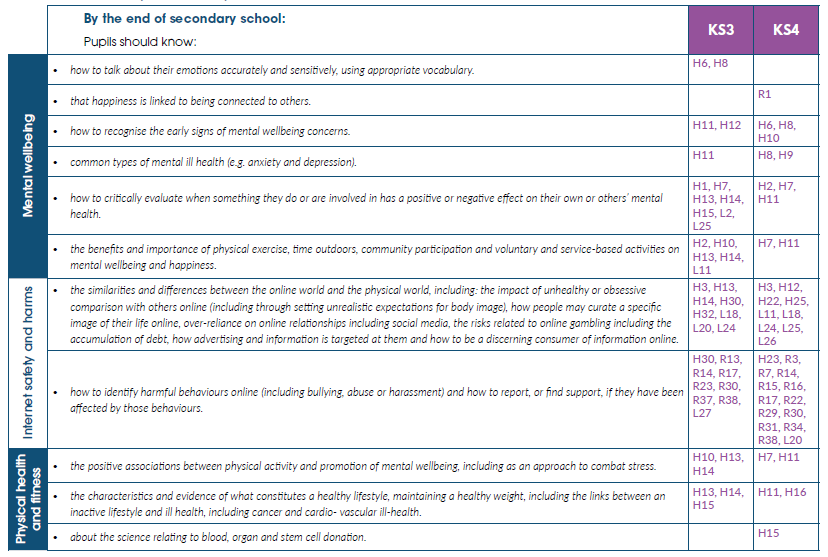 By the end of secondary school:
Pupils should know:
KS3
KS4
Mental wellbeing
• how to talk about their emotions accurately and sensitively, using appropriate vocabulary.
H6, H8
• that happiness is linked to being connected to others.
R1
• how to recognise the early signs of mental wellbeing concerns.
H11, H12
H6, H8,
H10
• common types of mental ill health (e.g. anxiety and depression).
H11
H8, H9
• how to critically evaluate when something they do or are involved in has a positive or negative effect on their own or others' mental
health.
H1, H7,
H13, H14,
H15, L2,
L25
H2, H7,
H11
• the benefits and importance of physical exercise, time outdoors, community participation and voluntary and service-based activities on
mental wellbeing and happiness.
H2, H10,
H13, H14,
L11
H7, H11
Internet safety and harms
• the similarities and differences between the online world and the physical world, including: the impact of unhealthy or obsessive
comparison with others online (including through setting unrealistic expectations for body image), how people may curate a specific
image of their life online, over-reliance on online relationships including social media, the risks related to online gambling including the
accumulation of debt, how advertising and information is targeted at them and how to be a discerning consumer of information online.
H3, H13,
H14, H30,
H32, L18,
L20, L24
H3, H12,
H22, H25,
L11, L18,
L24, L25,
L26
• how to identify harmful behaviours online (including bullying, abuse or harassment) and how to report, or find support, if they have been
affected by those behaviours.
H30, R13,
R14, R17,
R23, R30,
R37, R38,
L27
H23, R3,
R7, R14,
R15, R16,
R17, R22,
R29, R30,
R31, R34,
R38, L20
Physical health
and fitness
• the positive associations between physical activity and promotion of mental wellbeing, including as an approach to combat stress.
H10, H13,
H14
H7, H11
• the characteristics and evidence of what constitutes a healthy lifestyle, maintaining a healthy weight, including the links between an
inactive lifestyle and ill health, including cancer and cardio- vascular ill-health.
H13, H14,
H15
H11, H16
• about the science relating to blood, organ and stem cell donation.
H15